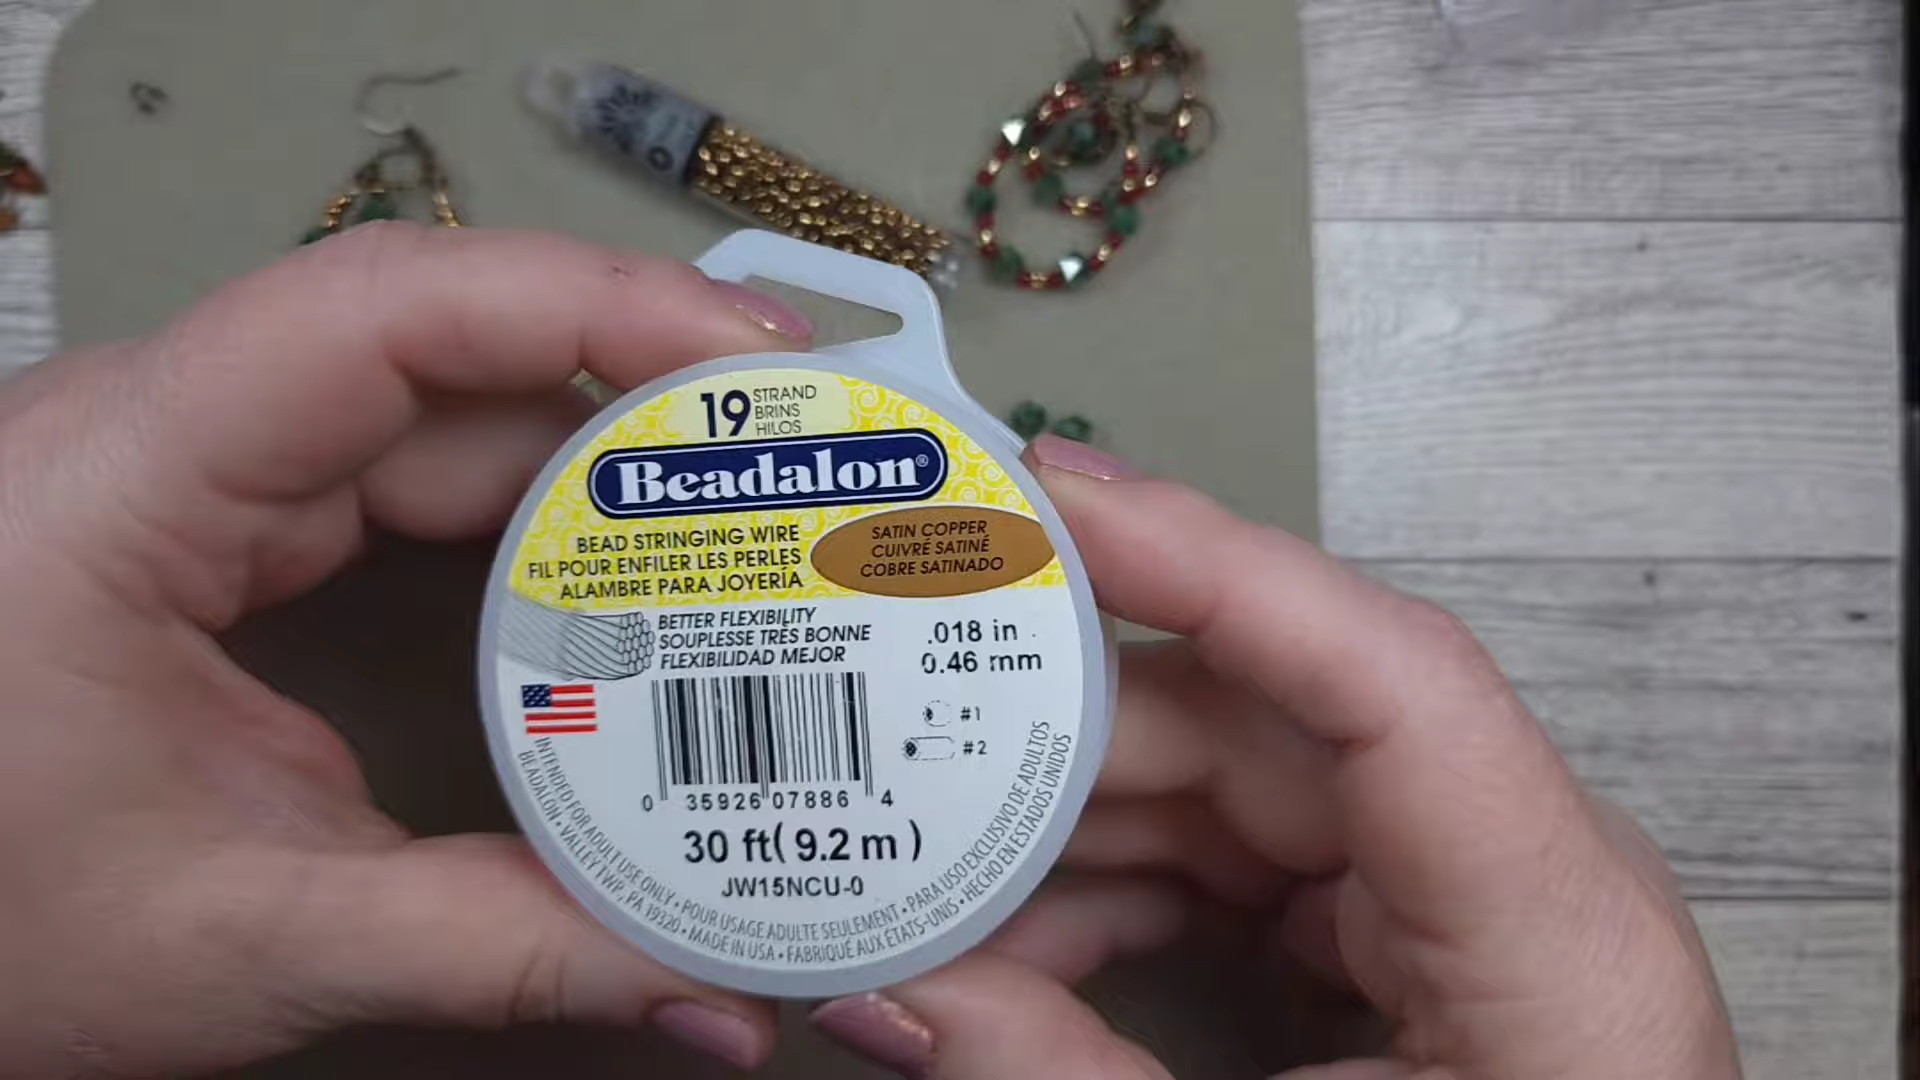 19 STRAND
BRINS
HILOS
Beadalon®
BEAD STRINGING WIRE
FIL POUR ENFILER LES PERLES
ALAMBRE PARA JOYERÍA
SATIN COPPER
CUIVRÉ SATINÉ
COBRE SATINADO
BETTER FLEXIBILITY
SOUPLESSE TRÉS BONNE
FLEXIBILIDAD MEJOR
.018 in
0.46 mm
#1
#2
0 35926 07886 4
30 ft( 9.2 m )
JW15NCU-0
INTENDED FOR ADULT USE ONLY • POUR USAGE ADULTE SEULEMENT • PARA USO EXCLUSIVO DE ADULTOS
BEADALON • VALLEY TWP, PA 19320 • MADE IN USA • FABRIQUÉ AUX ÉTATS-UNIS • HECHO EN ESTADOS UNIDOS